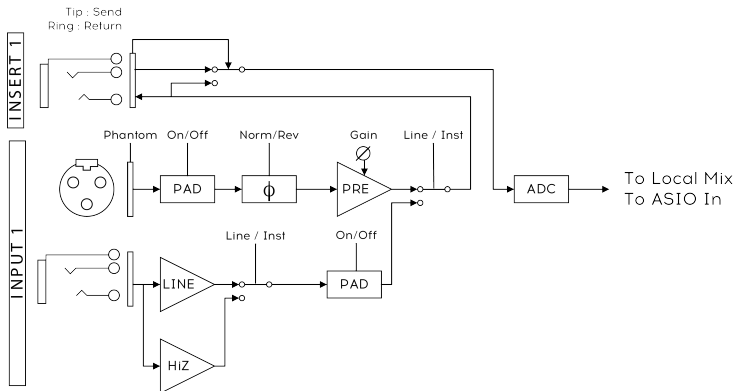 Tip : Send
Ring : Return
INSERT 1
Phantom On/Off Norm/Rev Gain Line / Inst
PAD ϕ PRE ADC
To Local Mix
To ASIO In
INPUT 1
Line / Inst On/Off
LINE PAD
HiZ